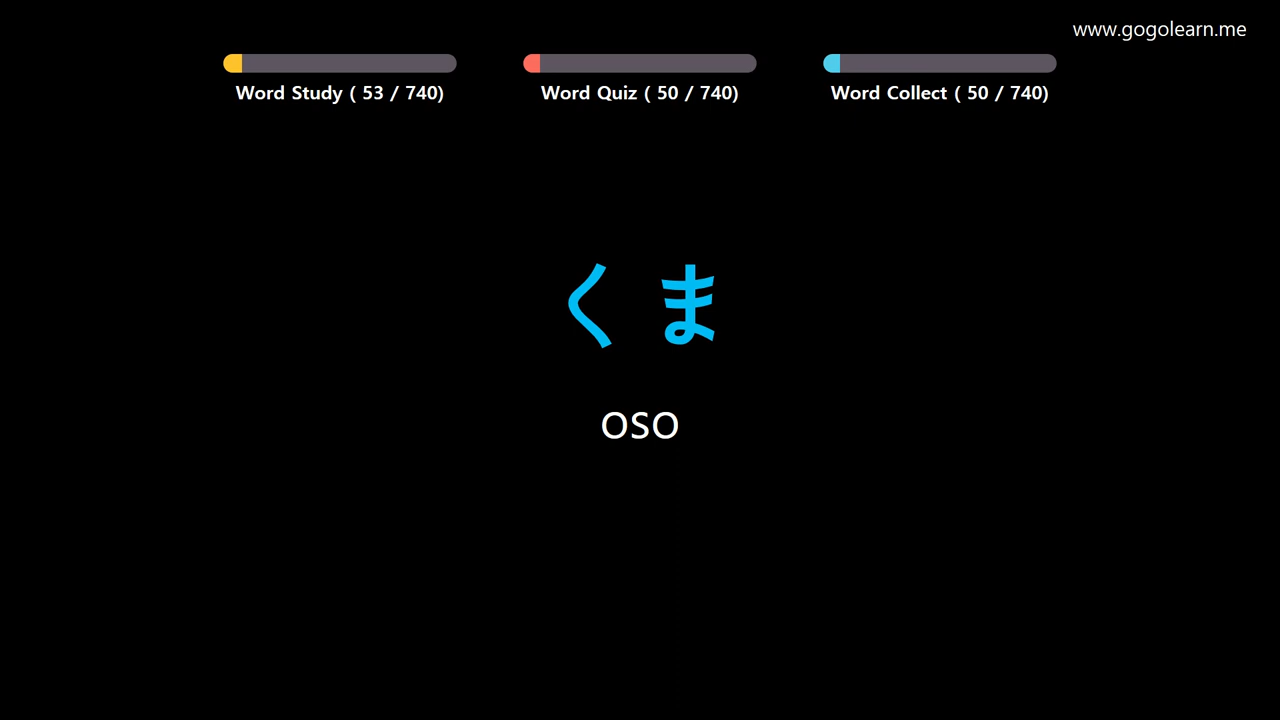 www.gogolearn.me
Word Study ( 53 / 740)
Word Quiz ( 50 / 740)
Word Collect ( 50 / 740)
くま
OSO